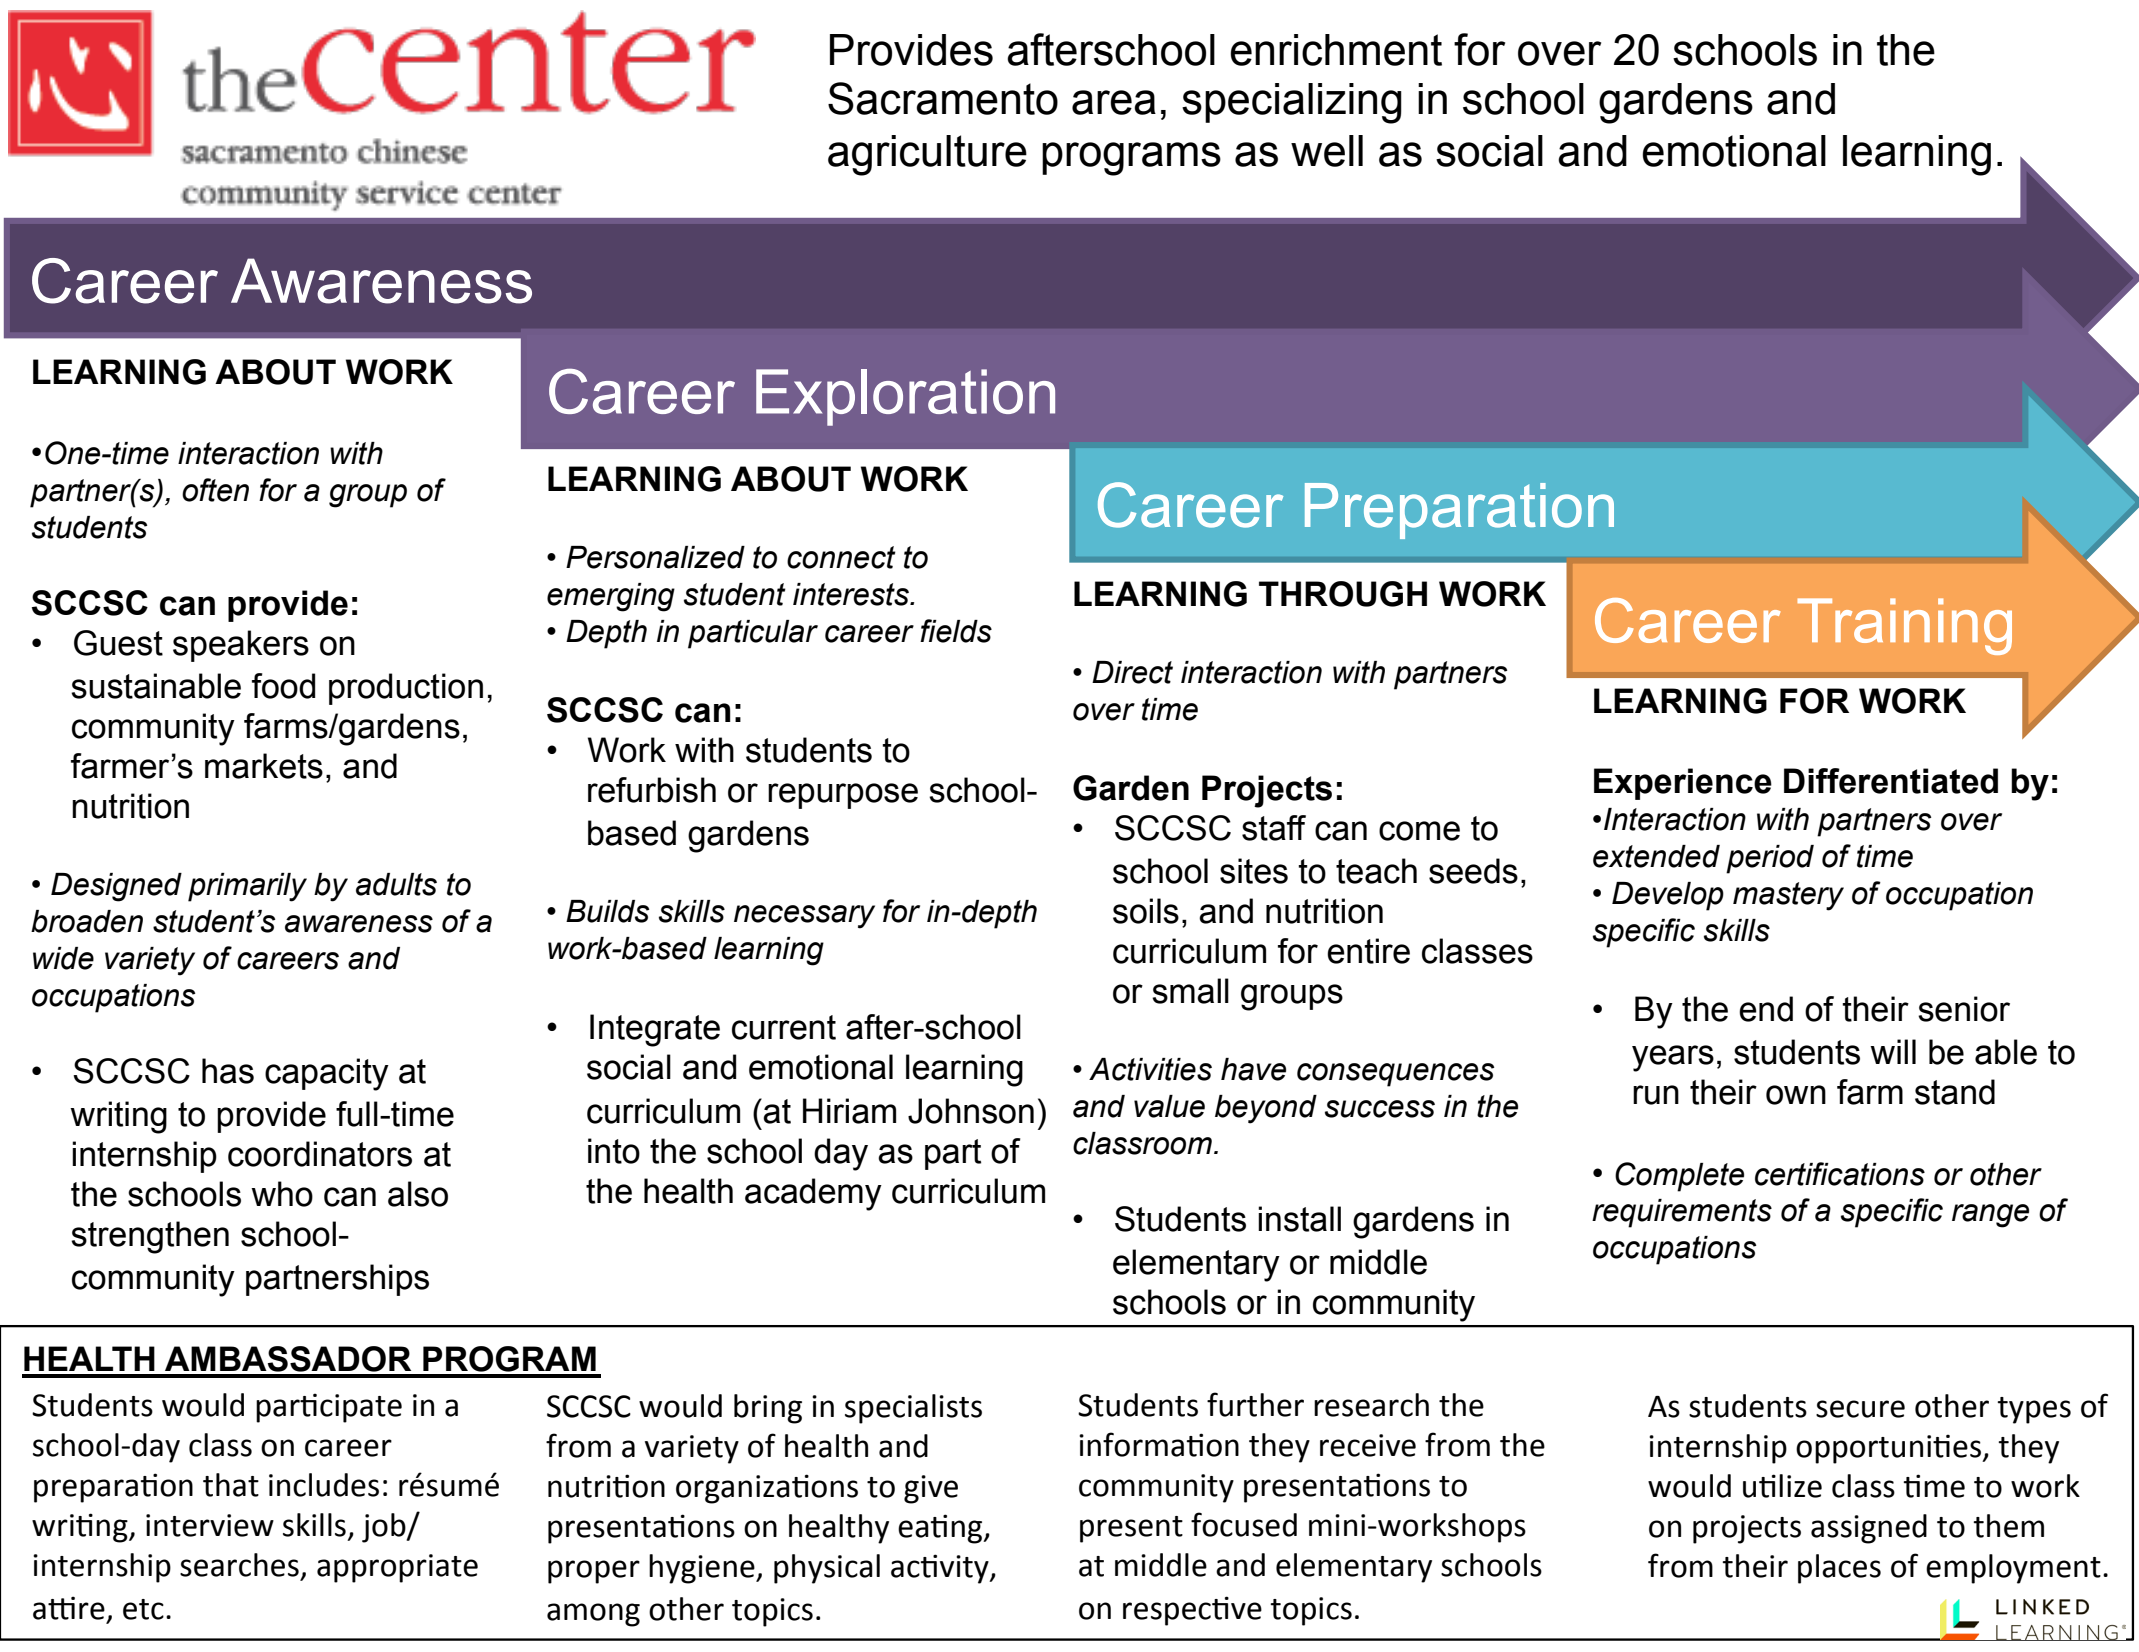 thecenter
sacramento chinese
community service center
Provides afterschool enrichment for over 20 schools in the
Sacramento area, specializing in school gardens and
agriculture programs as well as social and emotional learning.
Career Awareness
LEARNING ABOUT WORK
•One-time interaction with
partner(s), often for a group of
students
SCCSC can provide:
• Guest speakers on
sustainable food production,
community farms/gardens,
farmer’s markets, and
nutrition
• Designed primarily by adults to
broaden student’s awareness of a
wide variety of careers and
occupations
• SCCSC has capacity at
writing to provide full-time
internship coordinators at
the schools who can also
strengthen school-
community partnerships
Career Exploration
LEARNING ABOUT WORK
• Personalized to connect to
emerging student interests.
• Depth in particular career fields
SCCSC can:
• Work with students to
refurbish or repurpose school-
based gardens
• Builds skills necessary for in-depth
work-based learning
• Integrate current after-school
social and emotional learning
curriculum (at Hiriam Johnson)
into the school day as part of
the health academy curriculum
Career Preparation
LEARNING THROUGH WORK
• Direct interaction with partners
over time
Garden Projects:
• SCCSC staff can come to
school sites to teach seeds,
soils, and nutrition
curriculum for entire classes
or small groups
• Activities have consequences
and value beyond success in the
classroom.
• Students install gardens in
elementary or middle
schools or in community
Career Training
LEARNING FOR WORK
Experience Differentiated by:
•Interaction with partners over
extended period of time
• Develop mastery of occupation
specific skills
• By the end of their senior
years, students will be able to
run their own farm stand
• Complete certifications or other
requirements of a specific range of
occupations
HEALTH AMBASSADOR PROGRAM
Students would participate in a
school-day class on career
preparation that includes: résumé
writing, interview skills, job/
internship searches, appropriate
attire, etc.
SCCSC would bring in specialists
from a variety of health and
nutrition organizations to give
presentations on healthy eating,
proper hygiene, physical activity,
among other topics.
Students further research the
information they receive from the
community presentations to
present focused mini-workshops
at middle and elementary schools
on respective topics.
As students secure other types of
internship opportunities, they
would utilize class time to work
on projects assigned to them
from their places of employment.
LINKED
LEARNING®